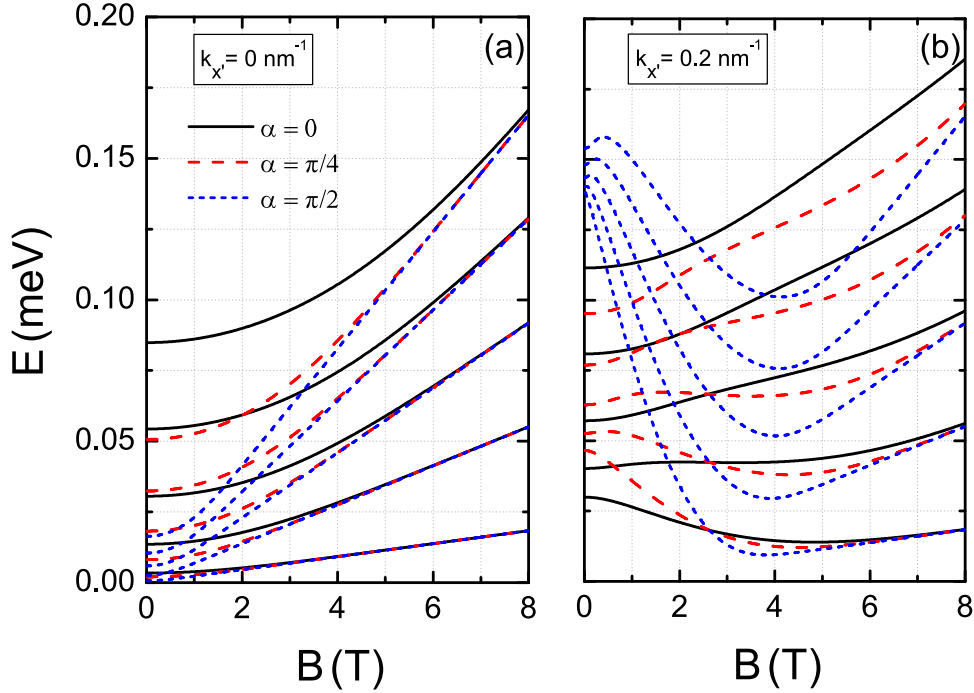 0.20
0.15
0.10
0.05
0.00
E (meV)
k_x' = 0 nm⁻¹
(a)
α = 0
α = π/4
α = π/2
0 2 4 6 8
B (T)
k_x' = 0.2 nm⁻¹
(b)
0 2 4 6 8
B (T)